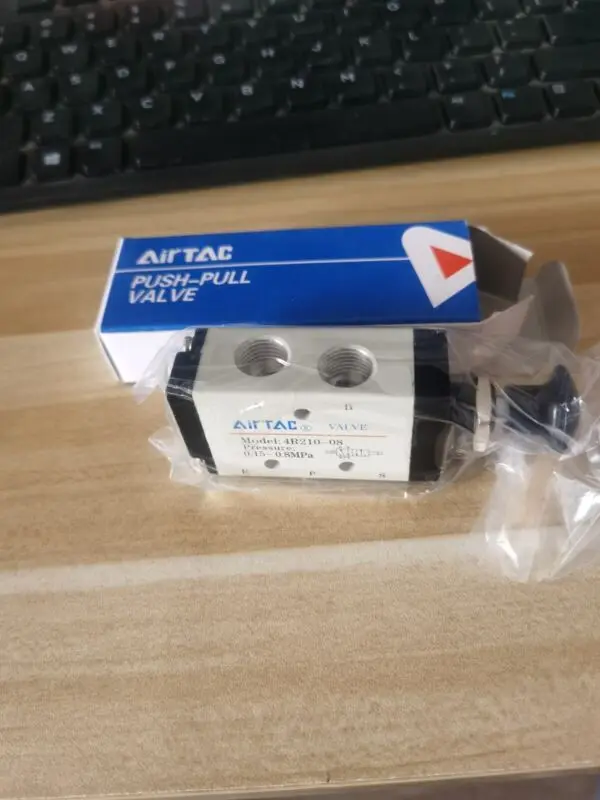 AirTAC
PUSH-PULL
VALVE
B
AirTAC ® VALVE
Model: 4R210-08
Pressure:
0.15-0.8MPa
R P S